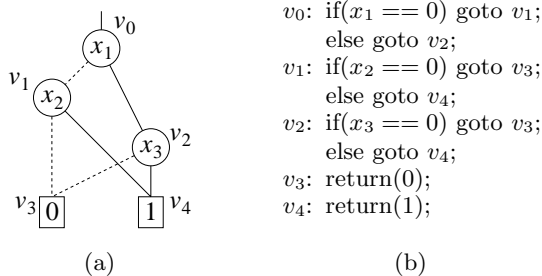 v₀
x₁
v₁
x₂
x₃
v₂
v₃
0
1
v₄
(a)
v₀: if(x₁ == 0) goto v₁;
else goto v₂;
v₁: if(x₂ == 0) goto v₃;
else goto v₄;
v₂: if(x₃ == 0) goto v₃;
else goto v₄;
v₃: return(0);
v₄: return(1);
(b)